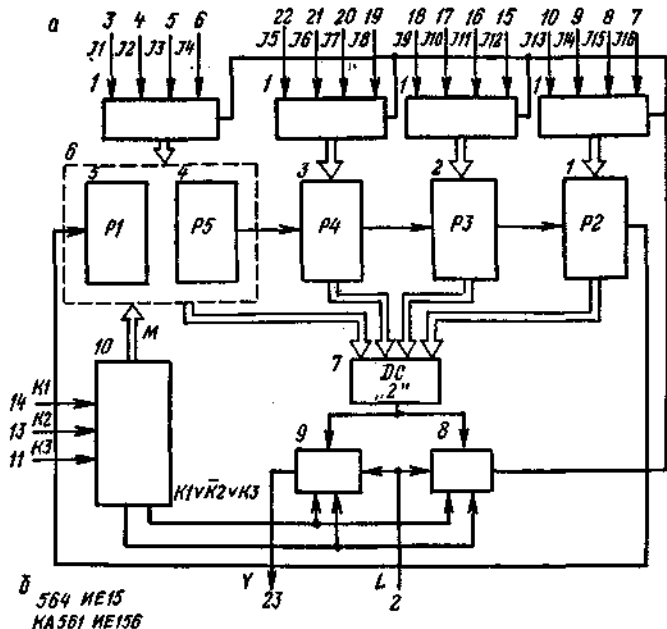 а
3 4 5 6 22 21 20 19 18 17 16 15 10 9 8 7
J1 J2 J3 J4 J5 J6 J7 J8 J9 J10 J11 J12 J13 J14 J15 J16
1 1 1 1
6
5 4 3 2 1
P1 P5 P4 P3 P2
M
10 7
DC
„2"
14 K1
13 K2
11 K3
9 8
K1∨K̅2∨K3
Y L
23 2
б
564 ИЕ15
КА561 ИЕ15Б